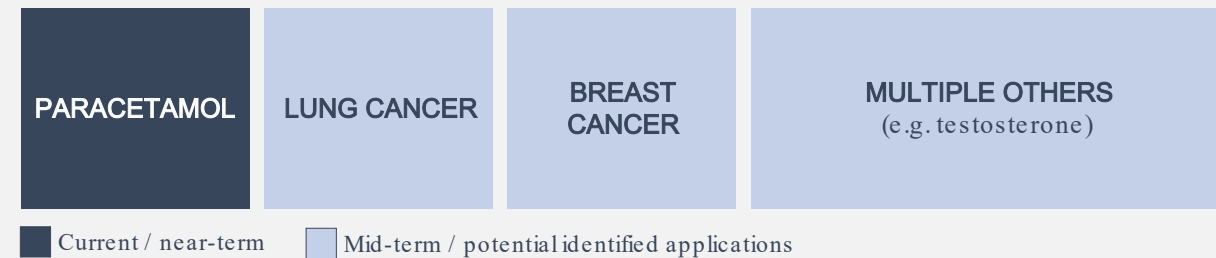 PARACETAMOL
LUNG CANCER
BREAST
CANCER
MULTIPLE OTHERS
(e.g. testosterone)
Current / near-term
Mid-term / potential identified applications